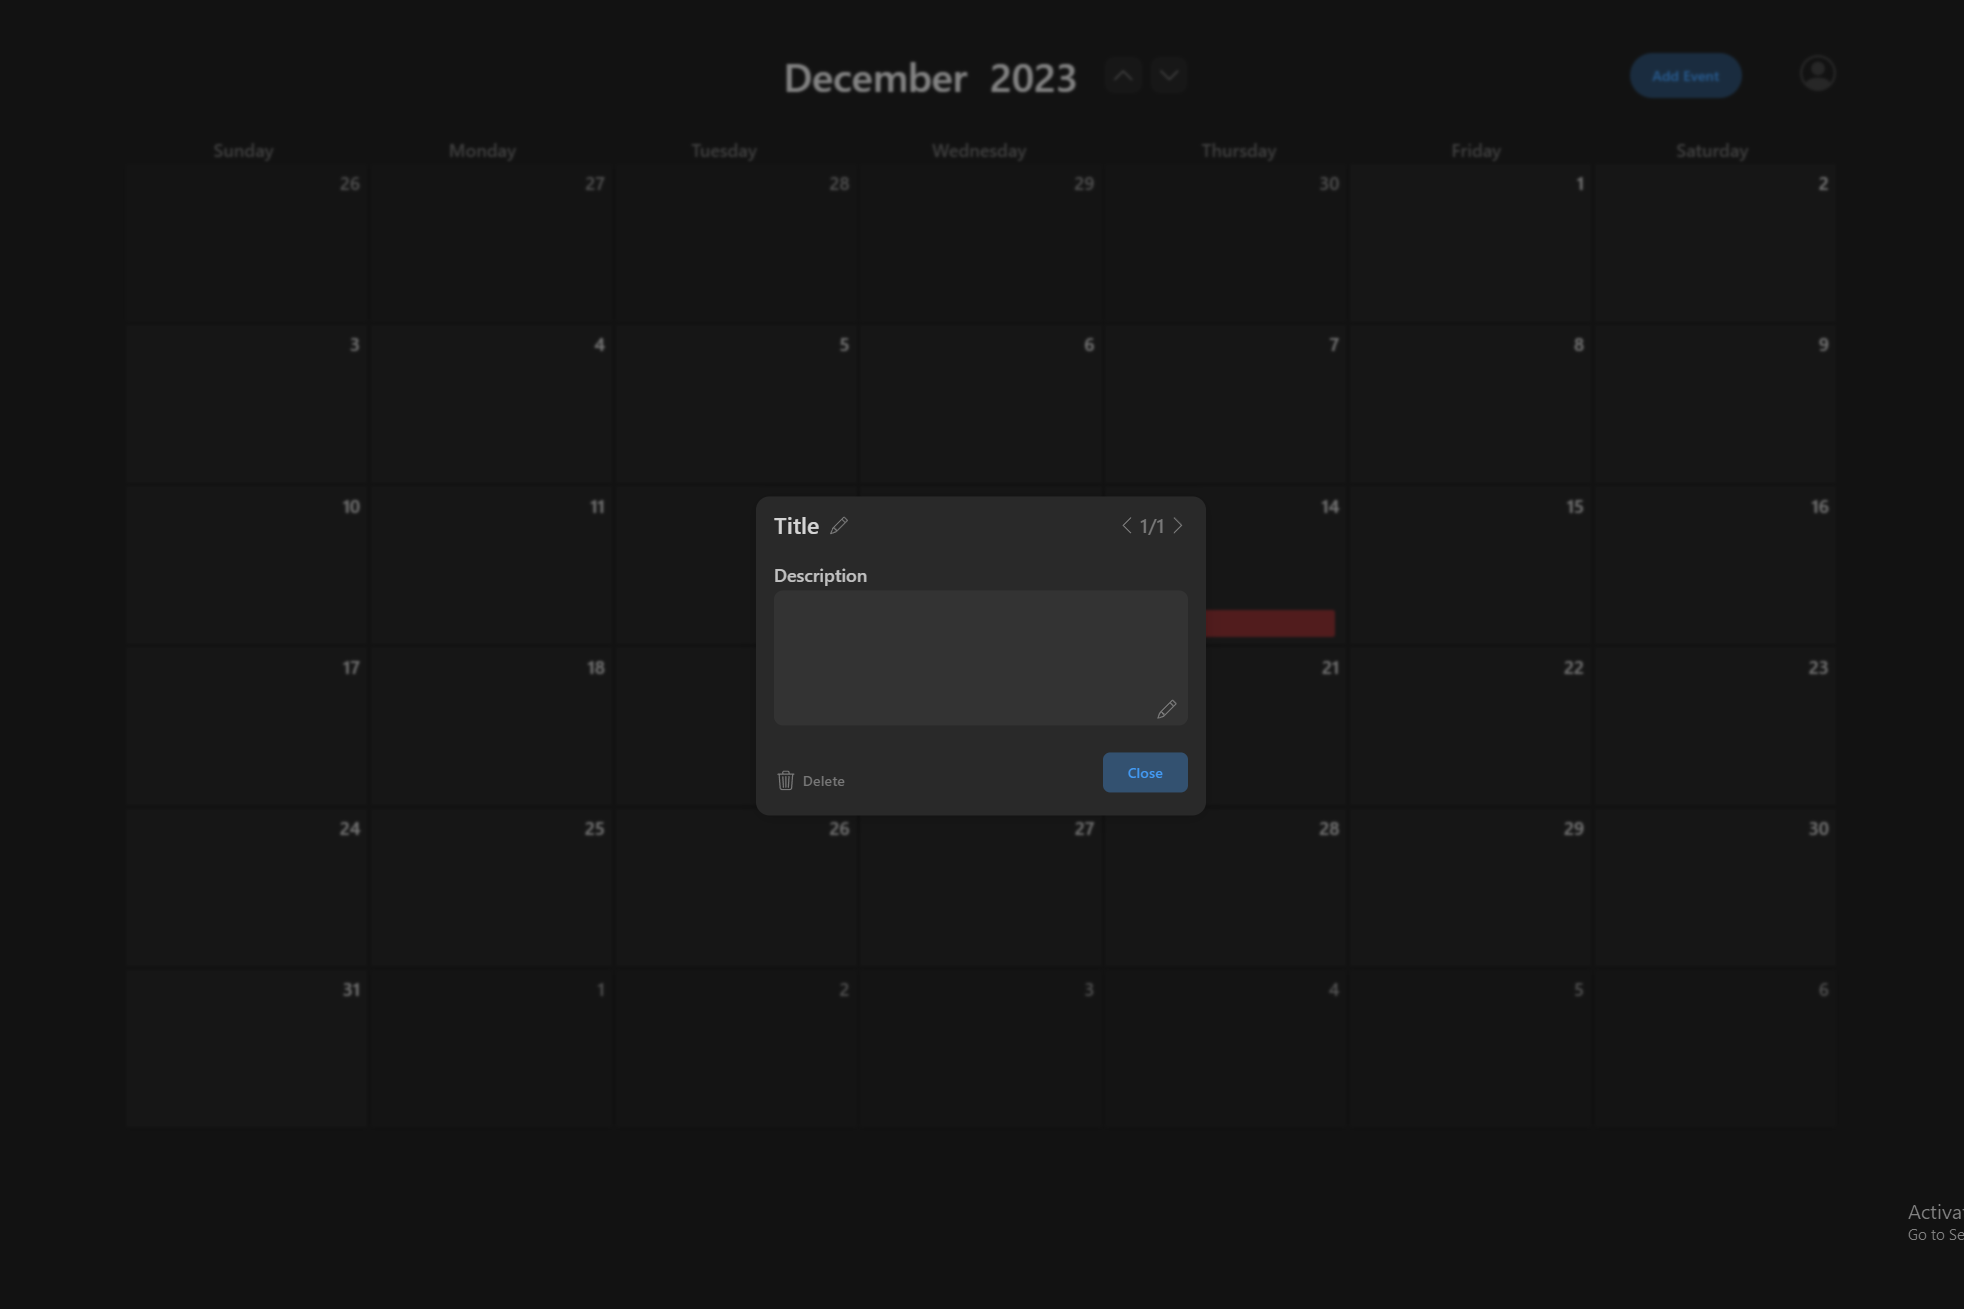 December 2023
Add Event
Sunday Monday Tuesday Wednesday Thursday Friday Saturday
26 27 28 29 30 1 2
3 4 5 6 7 8 9
10 11 14 15 16
Title 1/1
Description
17 18 21 22 23
Delete Close
24 25 26 27 28 29 30
31 1 2 3 4 5 6
Activa
Go to Se